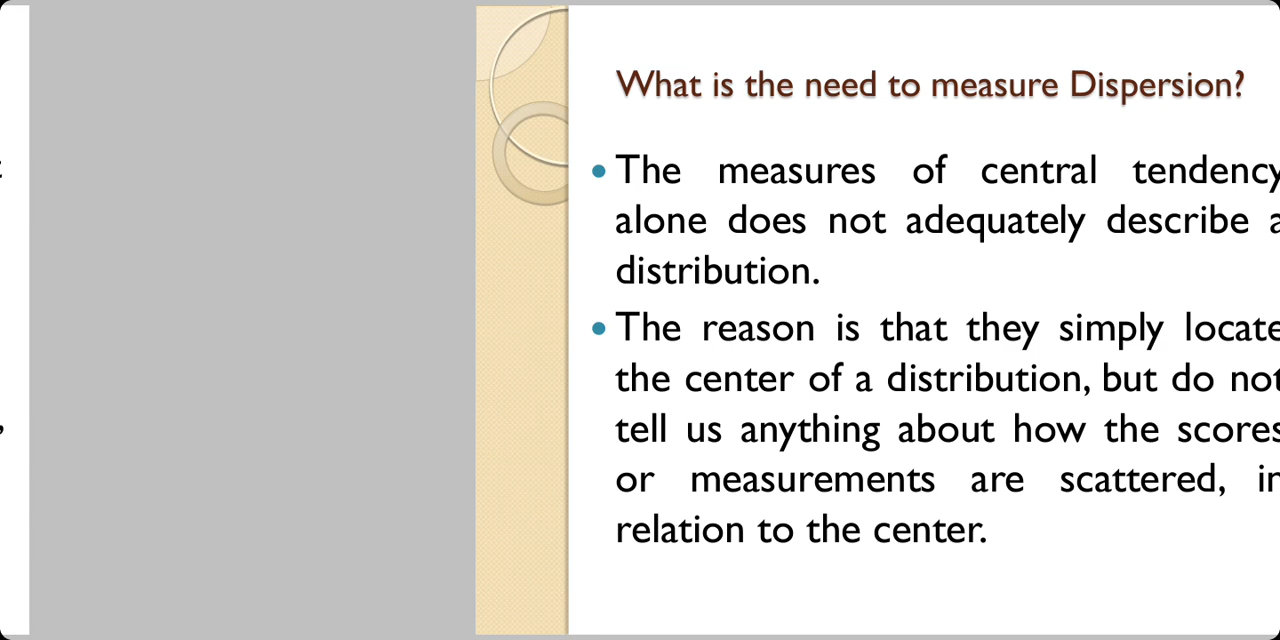 What is the need to measure Dispersion?
The measures of central tendency
alone does not adequately describe a
distribution.
The reason is that they simply locate
the center of a distribution, but do not
tell us anything about how the scores
or measurements are scattered, in
relation to the center.